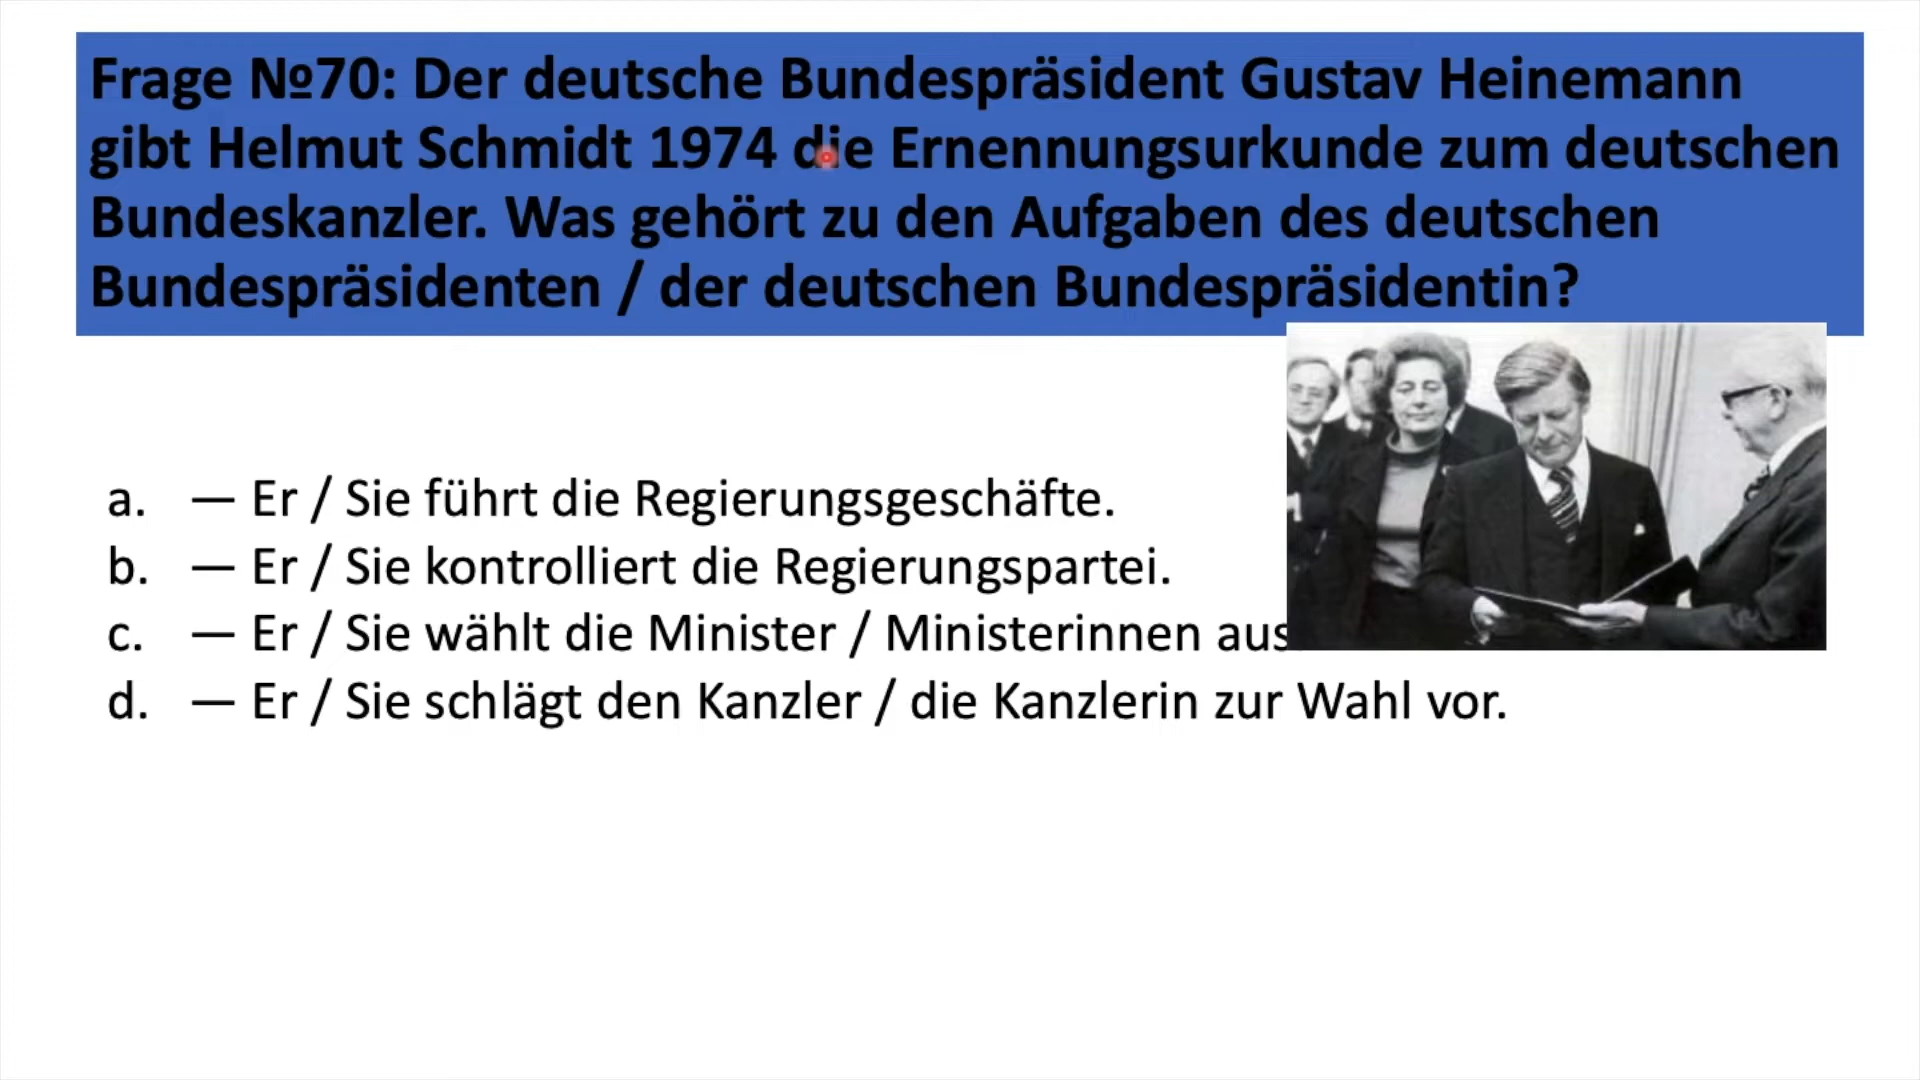 Frage №70: Der deutsche Bundespräsident Gustav Heinemann
gibt Helmut Schmidt 1974 die Ernennungsurkunde zum deutschen
Bundeskanzler. Was gehört zu den Aufgaben des deutschen
Bundespräsidenten / der deutschen Bundespräsidentin?
a. — Er / Sie führt die Regierungsgeschäfte.
b. — Er / Sie kontrolliert die Regierungspartei.
c. — Er / Sie wählt die Minister / Ministerinnen aus
d. — Er / Sie schlägt den Kanzler / die Kanzlerin zur Wahl vor.